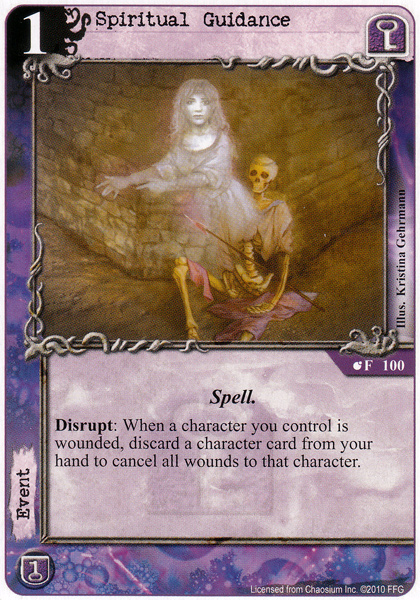 1
Spiritual Guidance
Illus. Kristina Gehrmann
F 100
Spell.
Disrupt: When a character you control is
wounded, discard a character card from your
hand to cancel all wounds to that character.
Event
Licensed from Chaosium Inc. ©2010 FFG